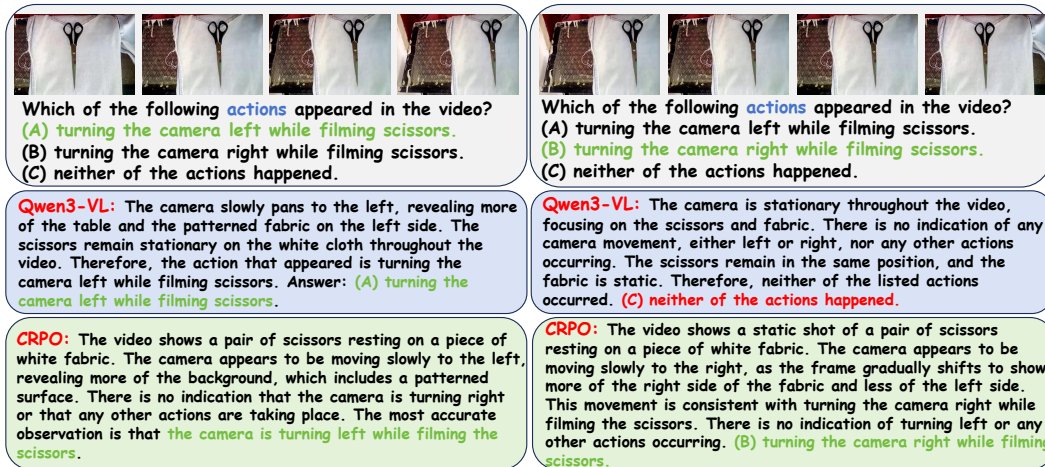 Which of the following actions appeared in the video?
(A) turning the camera left while filming scissors.
(B) turning the camera right while filming scissors.
(C) neither of the actions happened.
Qwen3-VL: The camera slowly pans to the left, revealing more
of the table and the patterned fabric on the left side. The
scissors remain stationary on the white cloth throughout the
video. Therefore, the action that appeared is turning the
camera left while filming scissors. Answer: (A) turning the
camera left while filming scissors.
CRPO: The video shows a pair of scissors resting on a piece of
white fabric. The camera appears to be moving slowly to the left,
revealing more of the background, which includes a patterned
surface. There is no indication that the camera is turning right
or that any other actions are taking place. The most accurate
observation is that the camera is turning left while filming the
scissors.
Which of the following actions appeared in the video?
(A) turning the camera left while filming scissors.
(B) turning the camera right while filming scissors.
(C) neither of the actions happened.
Qwen3-VL: The camera is stationary throughout the video,
focusing on the scissors and fabric. There is no indication of any
camera movement, either left or right, nor any other actions
occurring. The scissors remain in the same position, and the
fabric is static. Therefore, neither of the listed actions
occurred. (C) neither of the actions happened.
CRPO: The video shows a static shot of a pair of scissors
resting on a piece of white fabric. The camera appears to be
moving slowly to the right, as the frame gradually shifts to show
more of the right side of the fabric and less of the left side.
This movement is consistent with turning the camera right while
filming the scissors. There is no indication of turning left or any
other actions occurring. (B) turning the camera right while filming
scissors.